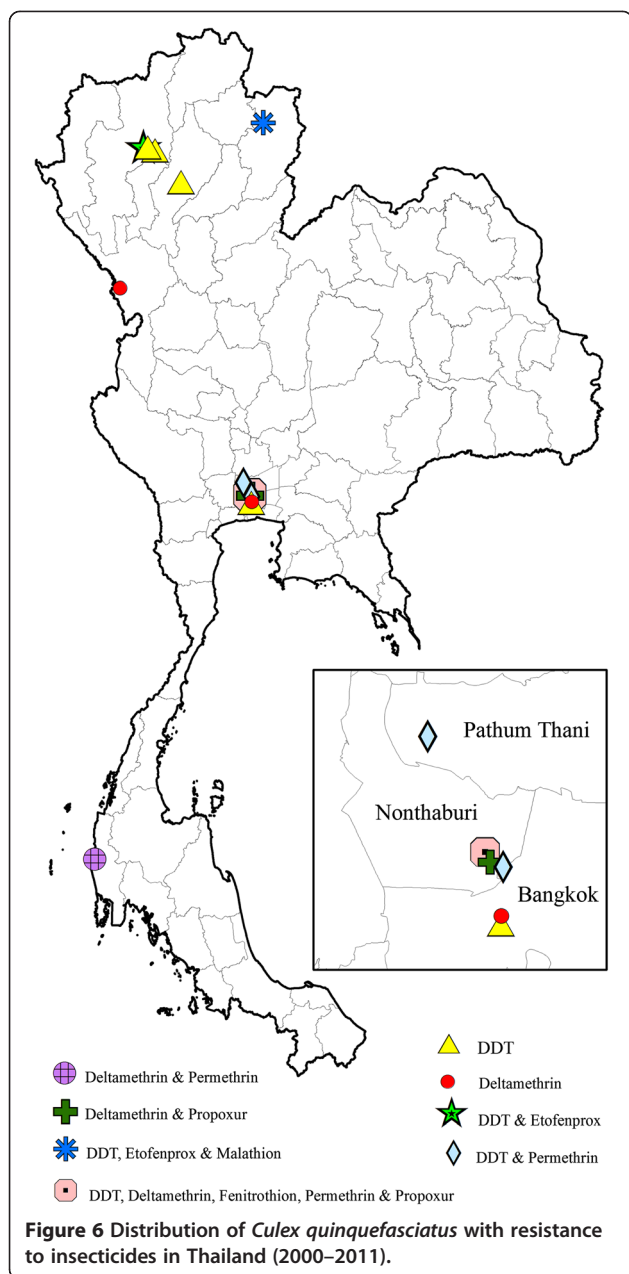 Pathum Thani
Nonthaburi
Bangkok
Deltamethrin & Permethrin
Deltamethrin & Propoxur
DDT, Etofenprox & Malathion
DDT, Deltamethrin, Fenitrothion, Permethrin & Propoxur
DDT
Deltamethrin
DDT & Etofenprox
DDT & Permethrin
Figure 6 Distribution of Culex quinquefasciatus with resistance
to insecticides in Thailand (2000–2011).